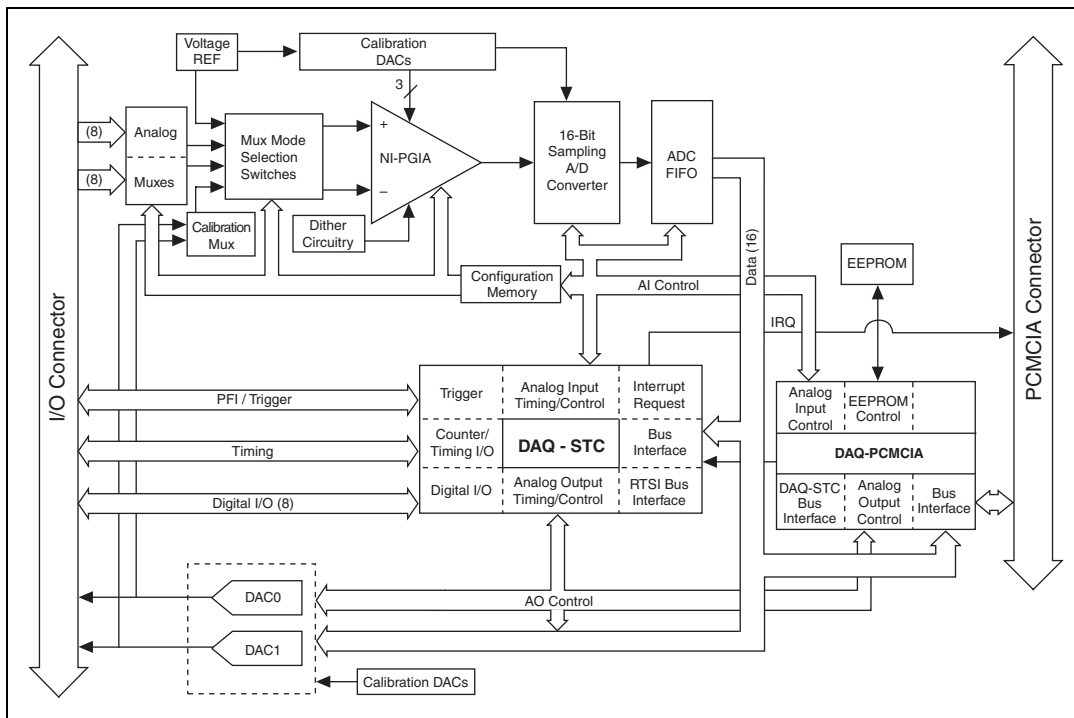 Voltage
REF
Calibration
DACs
3
(8)
(8)
Analog
Muxes
Mux Mode
Selection
Switches
+
NI-PGIA
–
16-Bit
Sampling
A/D
Converter
ADC
FIFO
Calibration
Mux
Dither
Circuitry
Configuration
Memory
AI Control
Data (16)
EEPROM
IRQ
I/O Connector
PCMCIA Connector
PFI / Trigger
Timing
Digital I/O (8)
Trigger
Analog Input
Timing/Control
Interrupt
Request
Counter/
Timing I/O
DAQ - STC
Bus
Interface
Digital I/O
Analog Output
Timing/Control
RTSI Bus
Interface
Analog
Input
Control
EEPROM
Control
DAQ-PCMCIA
DAQ-STC
Bus
Interface
Analog
Output
Control
Bus
Interface
DAC0
DAC1
AO Control
Calibration DACs